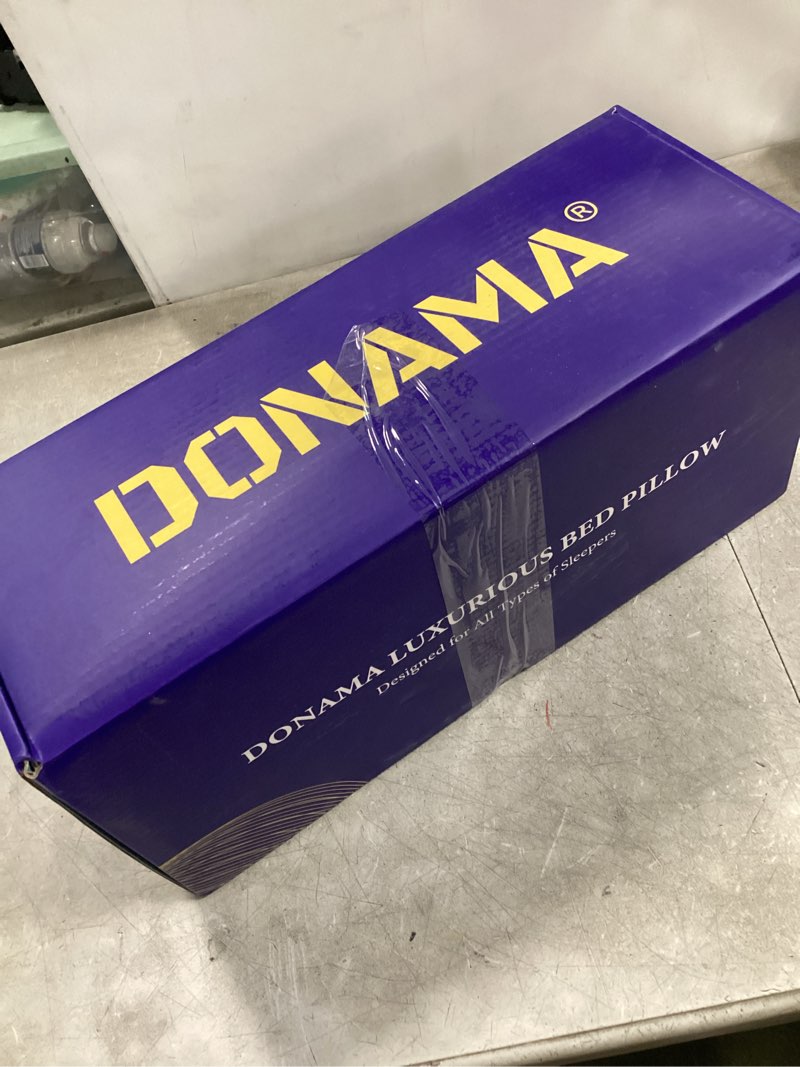 DONAMA®
DONAMA LUXURIOUS BED PILLOW
Designed for All Types of Sleepers